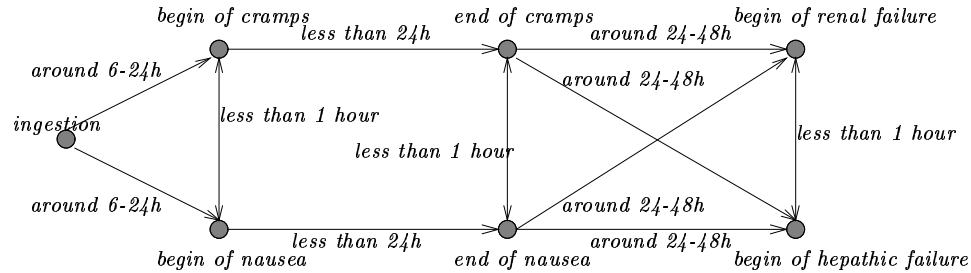 begin of cramps
end of cramps
begin of renal failure
less than 24h
around 24-48h
around 6-24h
around 24-48h
ingestion
less than 1 hour
less than 1 hour
less than 1 hour
around 6-24h
around 24-48h
less than 24h
around 24-48h
begin of nausea
end of nausea
begin of hepathic failure